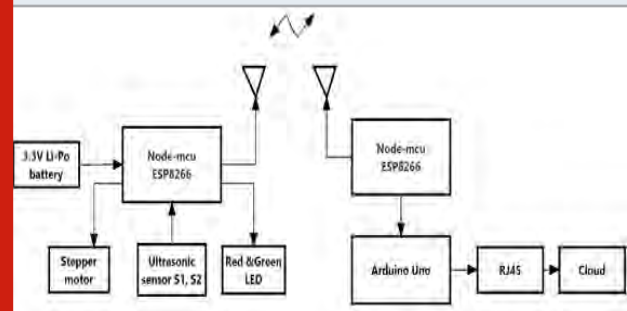 3.3V Li-Po
battery
Node-mcu
ESP8266
Stepper
motor
Ultrasonic
sensor S1, S2
Red &Green
LED
Node-mcu
ESP8266
Arduino Uno
RJ45
Cloud